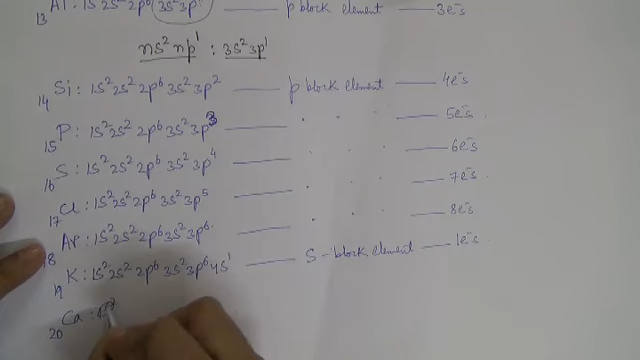 13 Al : 1s² 2s² 2p⁶ 3s² 3p¹ —— p block element —— 3e⁻s
ns² np¹ : 3s² 3p¹
14 Si : 1s² 2s² 2p⁶ 3s² 3p² —— p block element —— 4e⁻s
15 P : 1s² 2s² 2p⁶ 3s² 3p³ —— " " " —— 5e⁻s
16 S : 1s² 2s² 2p⁶ 3s² 3p⁴ —— " " " —— 6e⁻s
17 Cl : 1s² 2s² 2p⁶ 3s² 3p⁵ —— " " " —— 7e⁻s
18 Ar : 1s² 2s² 2p⁶ 3s² 3p⁶ —— " " " —— 8e⁻s
19 K : 1s² 2s² 2p⁶ 3s² 3p⁶ 4s¹ —— S-block element —— 1e⁻s
20 Ca :